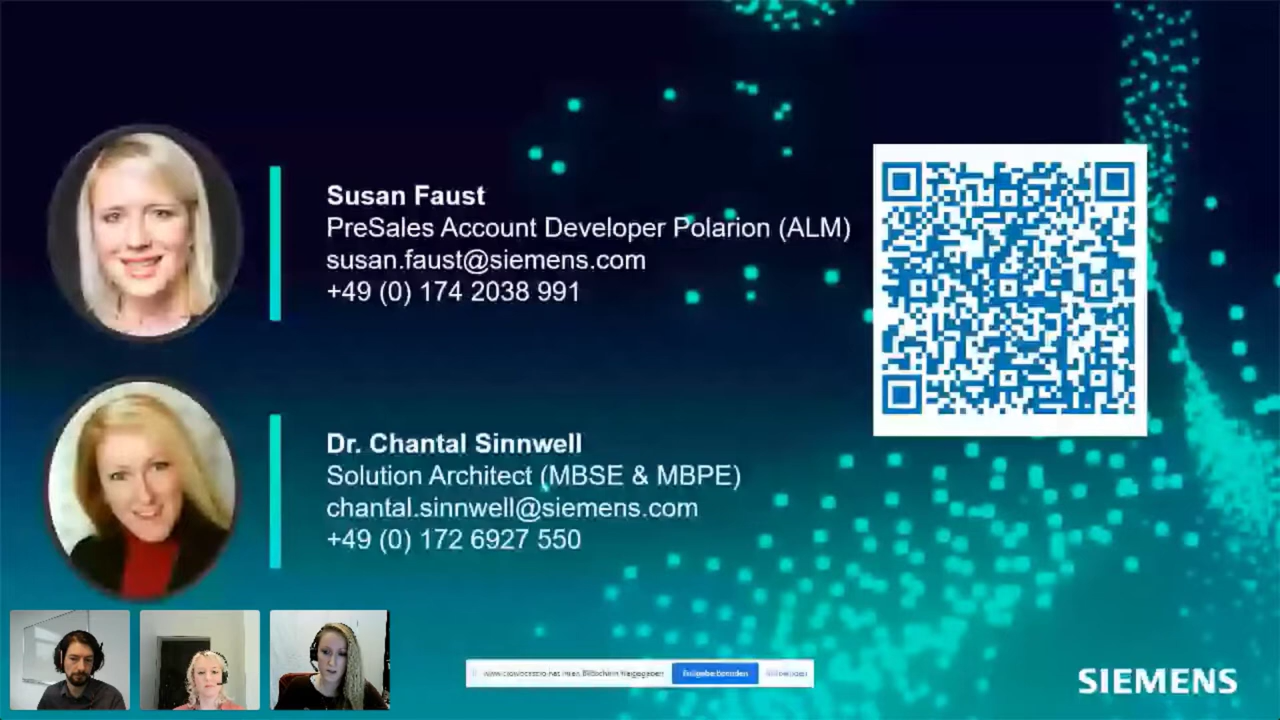 Susan Faust
PreSales Account Developer Polarion (ALM)
susan.faust@siemens.com
+49 (0) 174 2038 991
Dr. Chantal Sinnwell
Solution Architect (MBSE & MBPE)
chantal.sinnwell@siemens.com
+49 (0) 172 6927 550
SIEMENS